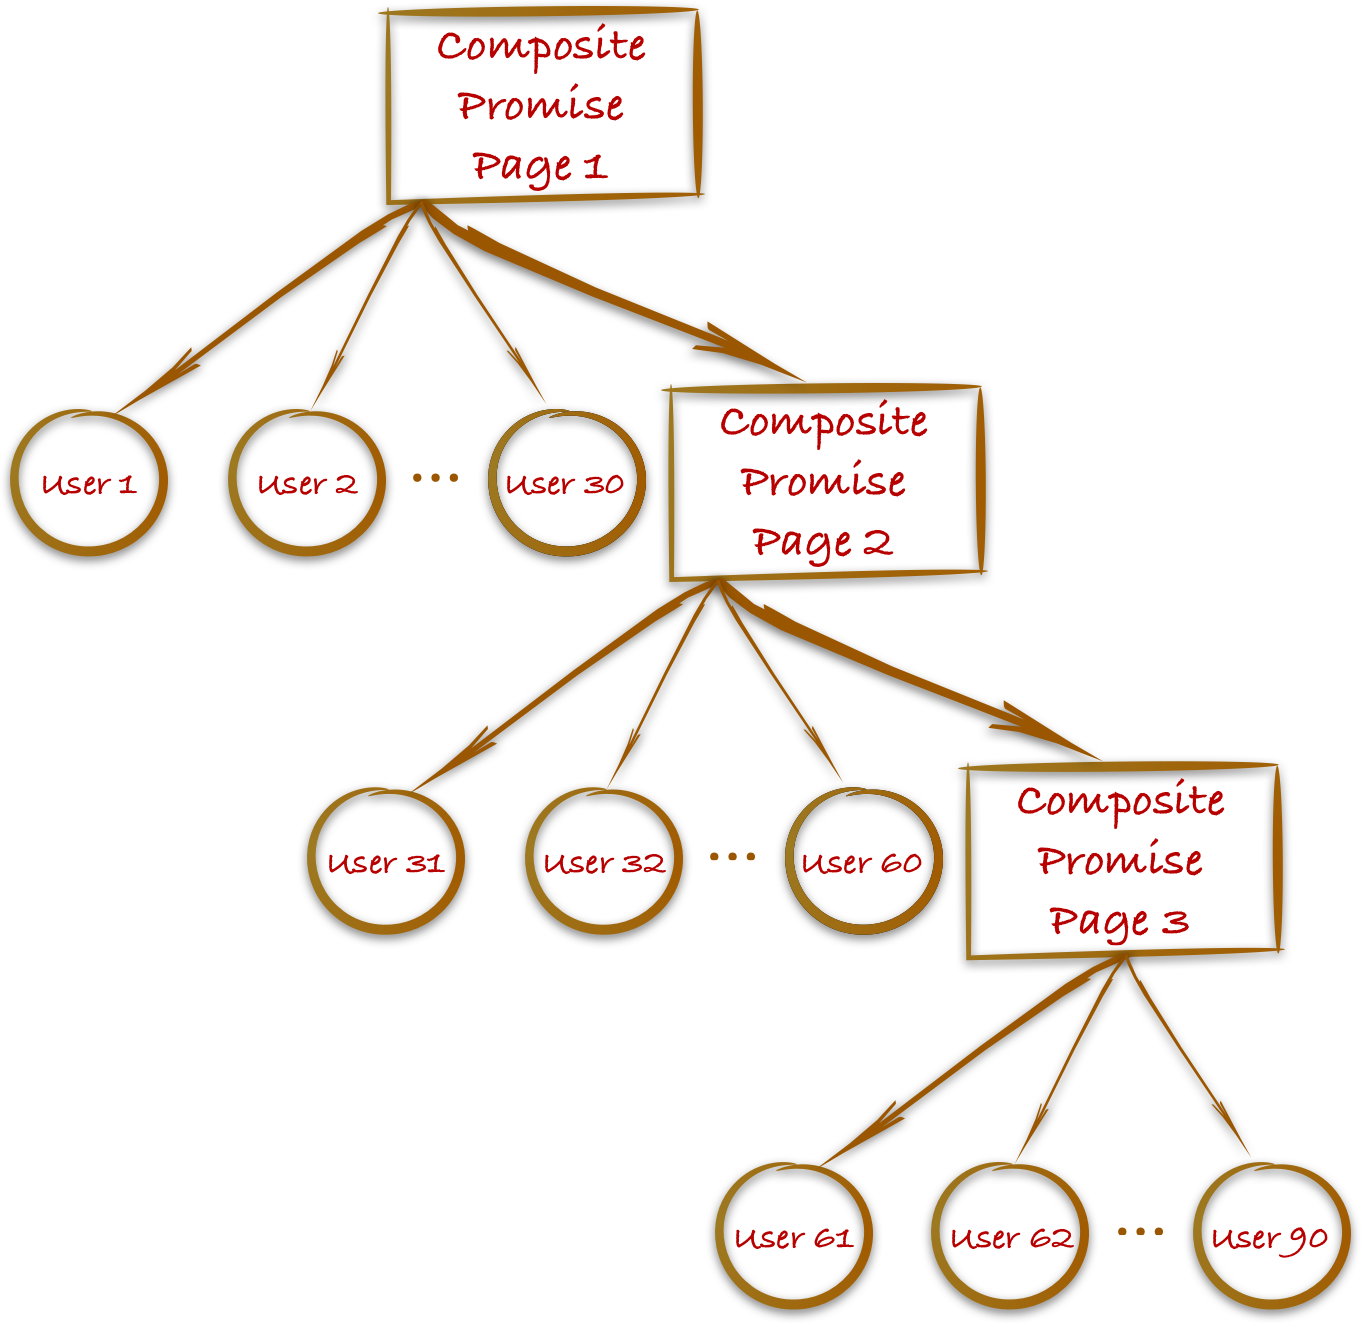 Composite
Promise
Page 1
User 1
User 2
...
User 30
Composite
Promise
Page 2
User 31
User 32
...
User 60
Composite
Promise
Page 3
User 61
User 62
...
User 90